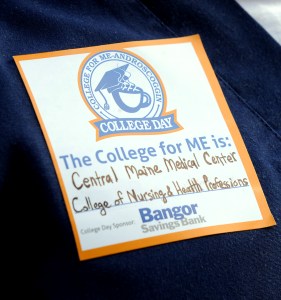 COLLEGE FOR ME-ANDROSCOGGIN
COLLEGE DAY
The College for ME is:
Central Maine Medical Center
College of Nursing & Health Professions
College Day Sponsor: Bangor
Savings Bank